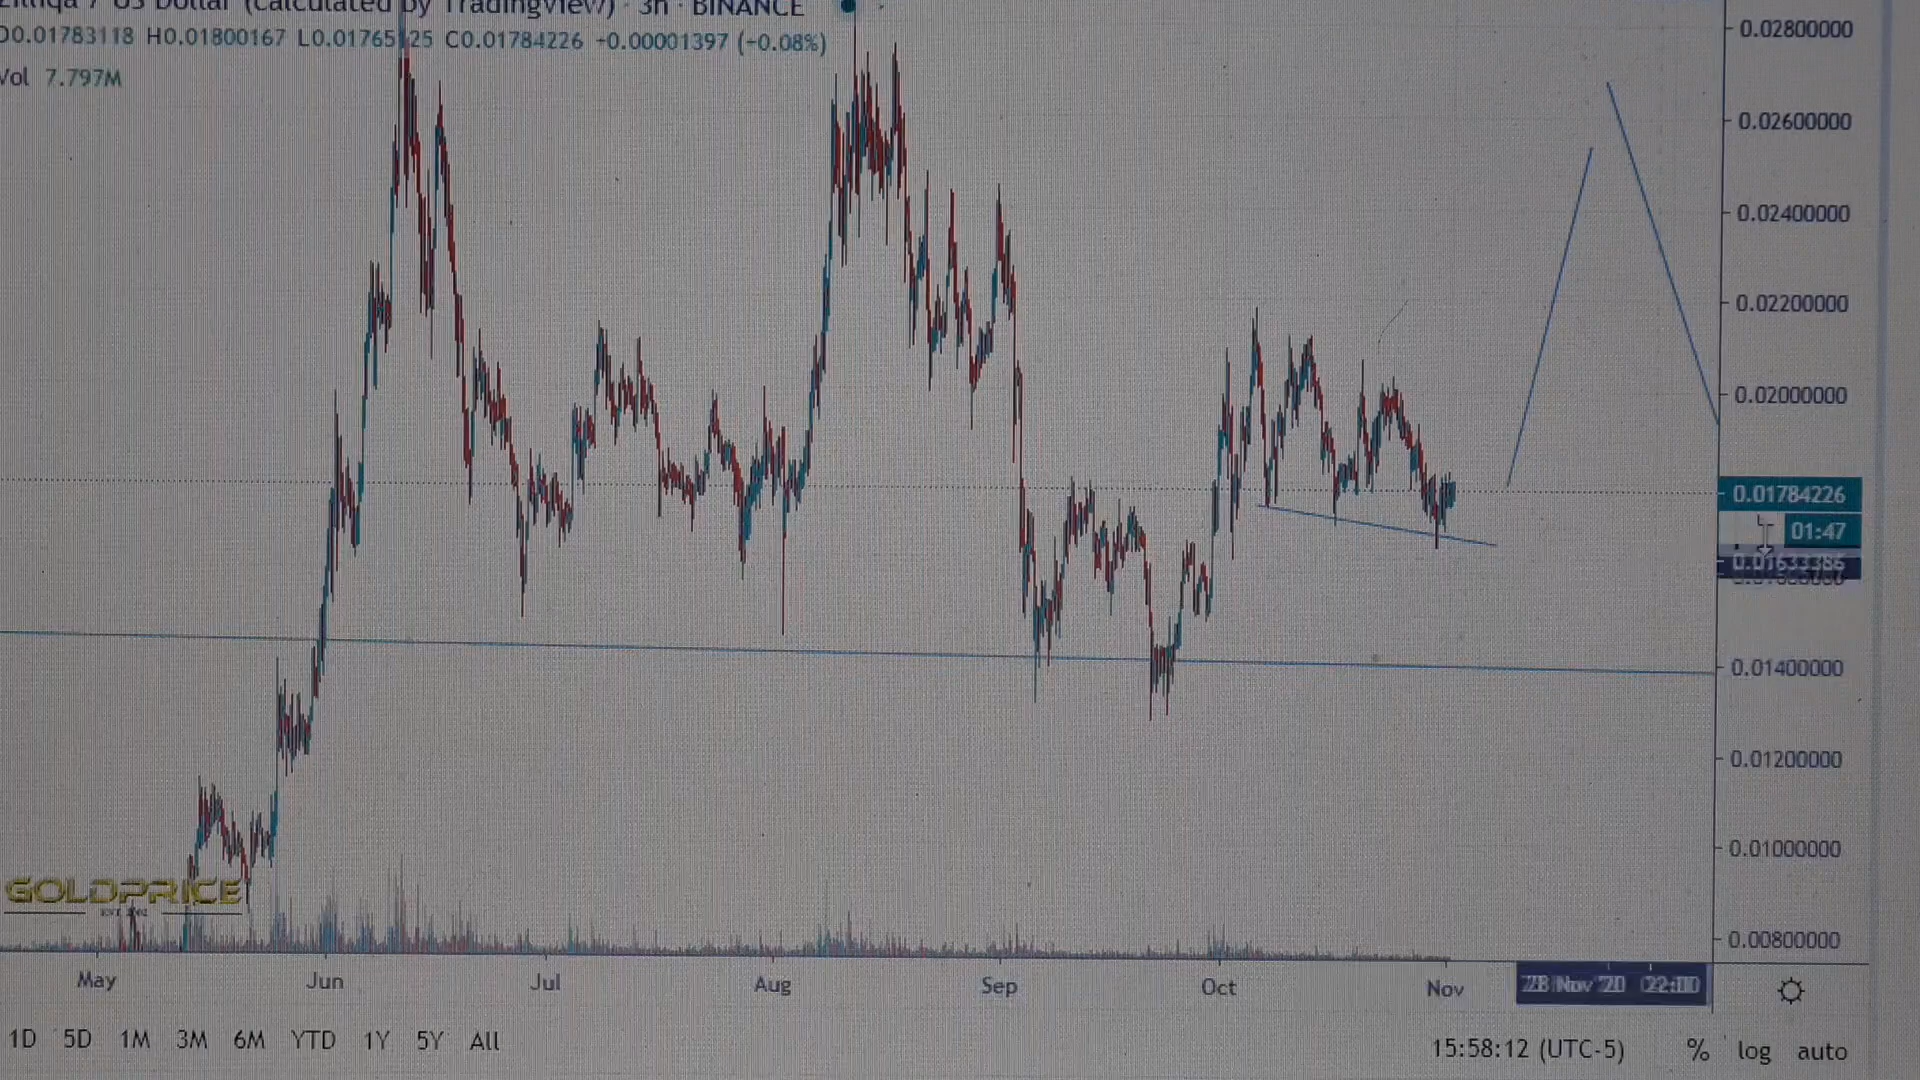 Zilliqa / US Dollar (Calculated by TradingView) · 3h · BINANCE
O0.01783118 H0.01800167 L0.01765125 C0.01784226 +0.00001397 (+0.08%)
Vol 7.797M
0.02800000
0.02600000
0.02400000
0.02200000
0.02000000
0.01784226
01:47
0.01633386
0.01400000
0.01200000
0.01000000
0.00800000
GOLDPRICE
May Jun Jul Aug Sep Oct Nov 28 Nov '20 22:00
1D 5D 1M 3M 6M YTD 1Y 5Y All 15:58:12 (UTC-5) % log auto